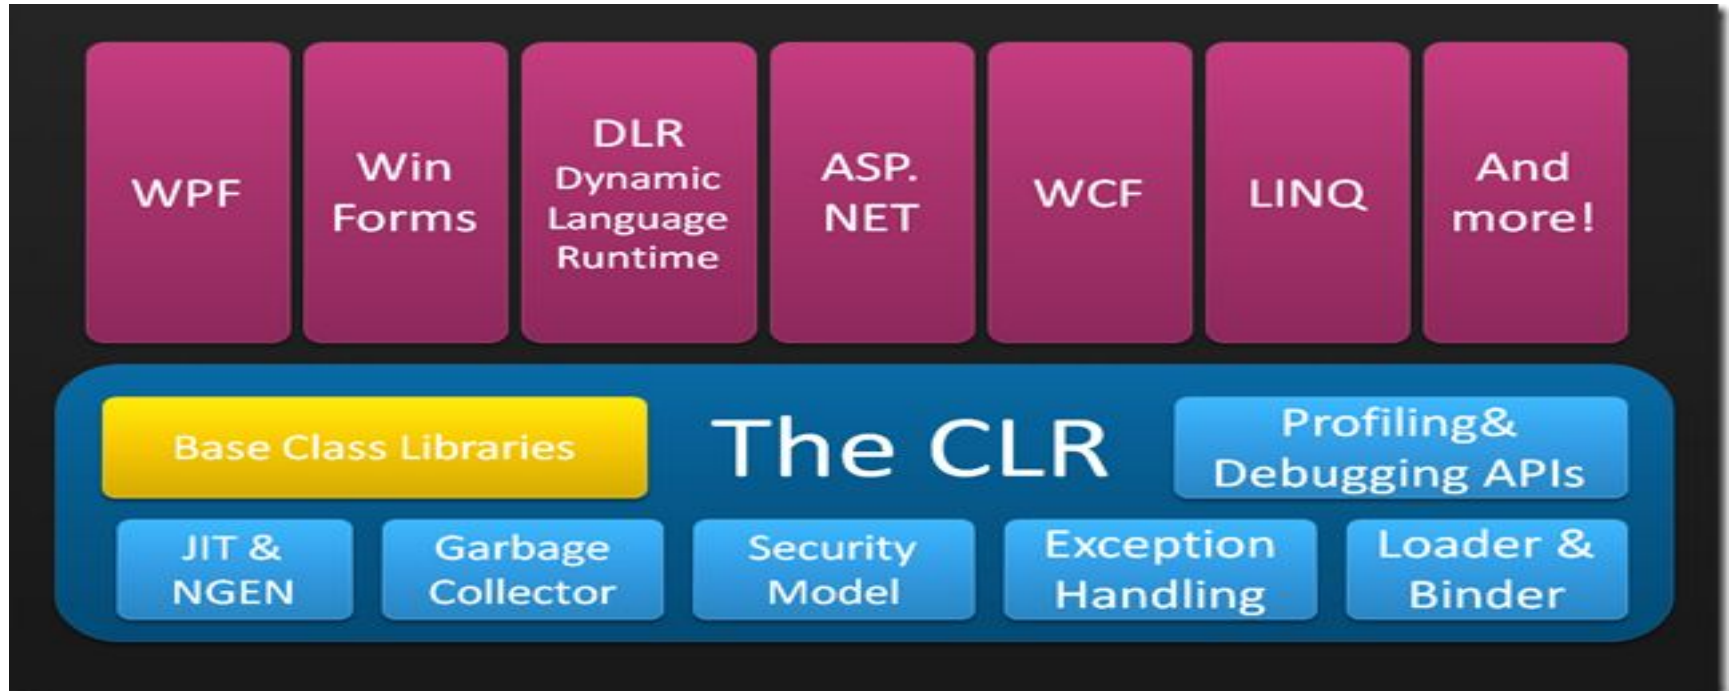 WPF
Win
Forms
DLR
Dynamic
Language
Runtime
ASP.
NET
WCF
LINQ
And
more!
Base Class Libraries
The CLR
Profiling&
Debugging APIs
JIT &
NGEN
Garbage
Collector
Security
Model
Exception
Handling
Loader &
Binder